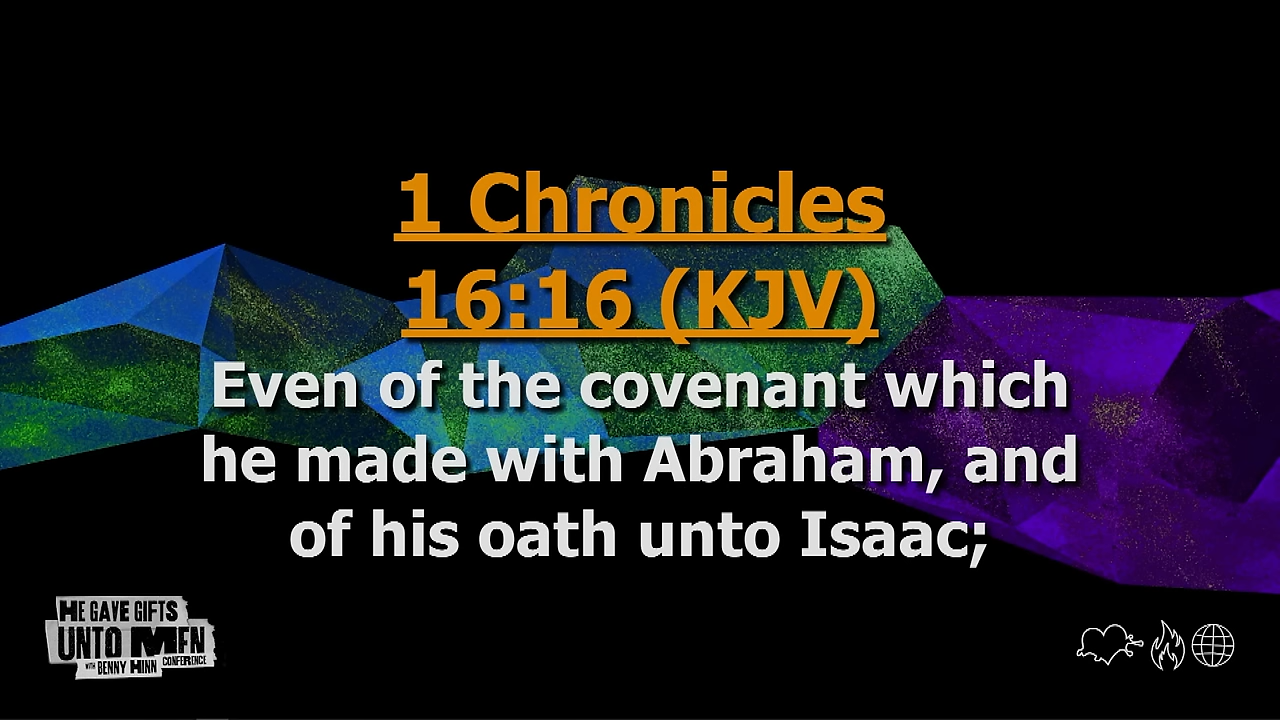 1 Chronicles
16:16 (KJV)
Even of the covenant which
he made with Abraham, and
of his oath unto Isaac;
HE GAVE GIFTS
UNTO MEN
WITH BENNY HINN CONFERENCE